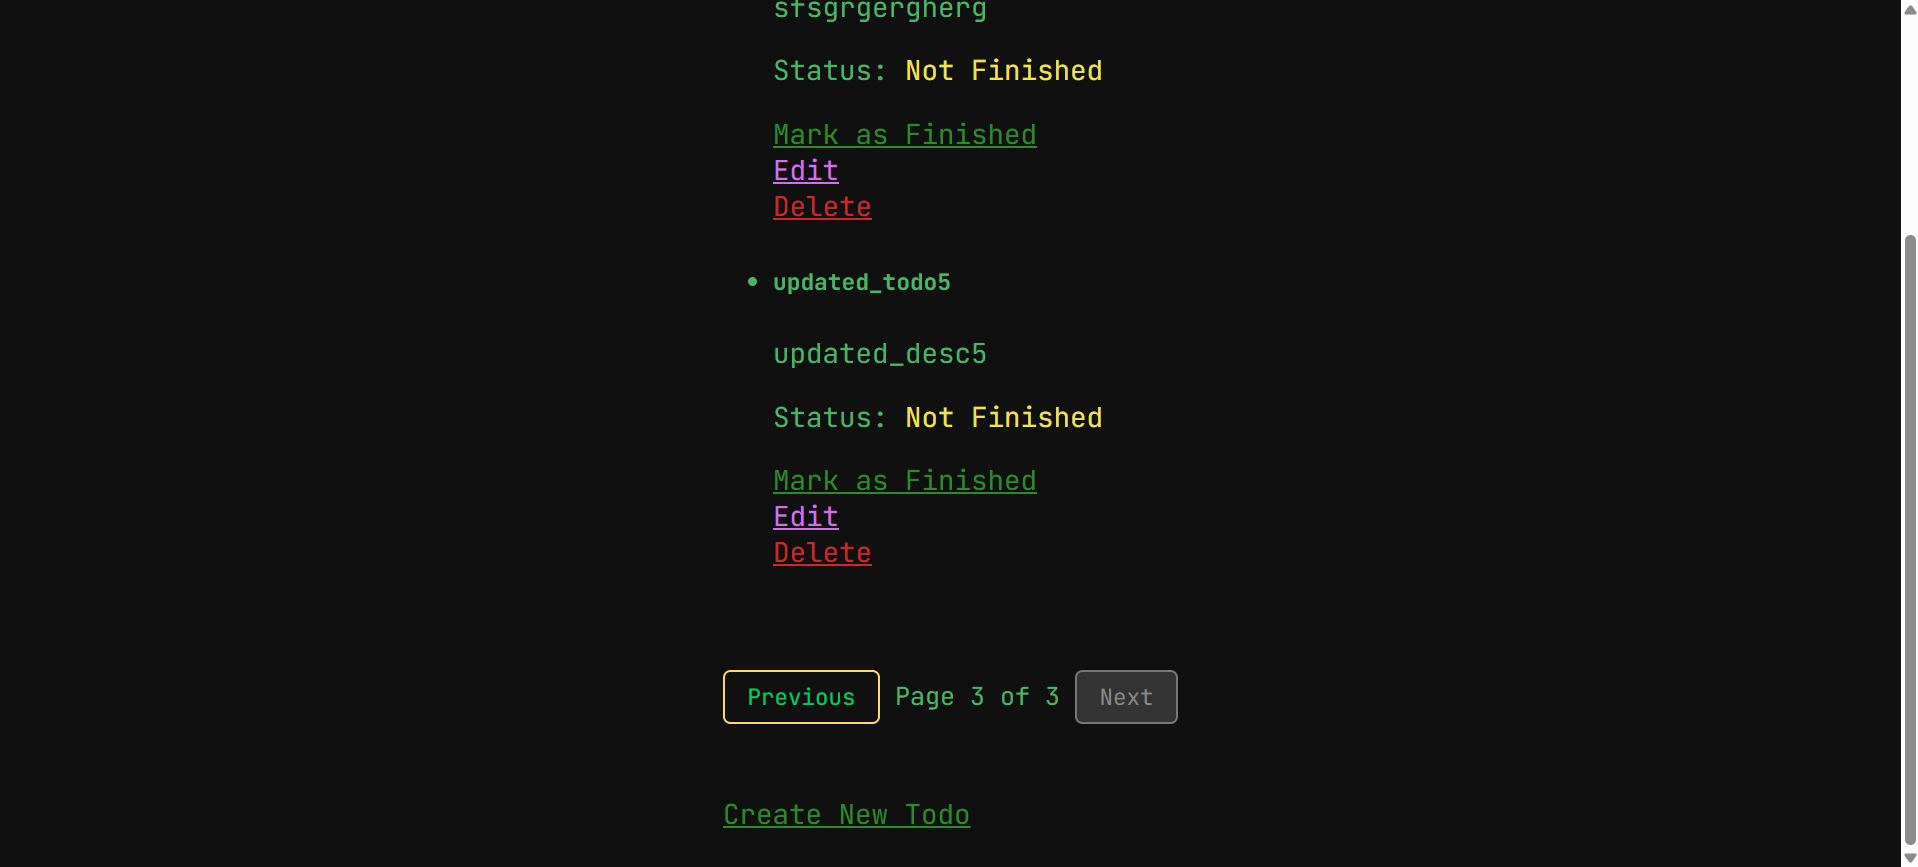 sfsgrgergherg
Status: Not Finished
Mark as Finished
Edit
Delete
updated_todo5
updated_desc5
Status: Not Finished
Mark as Finished
Edit
Delete
Previous Page 3 of 3 Next
Create New Todo